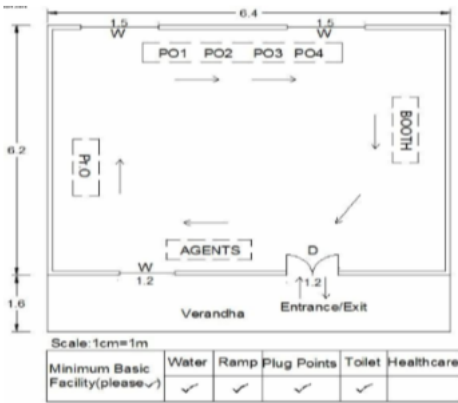 6.4
1.5 1.5
W W
PO1 PO2 PO3 PO4
BOOTH
6.2
PrO
AGENTS
D
W
1.2 1.2
1.6
Verandha Entrance/Exit
Scale:1cm=1m
Minimum Basic Facility(please✓) Water Ramp Plug Points Toilet Healthcare
✓ ✓ ✓ ✓